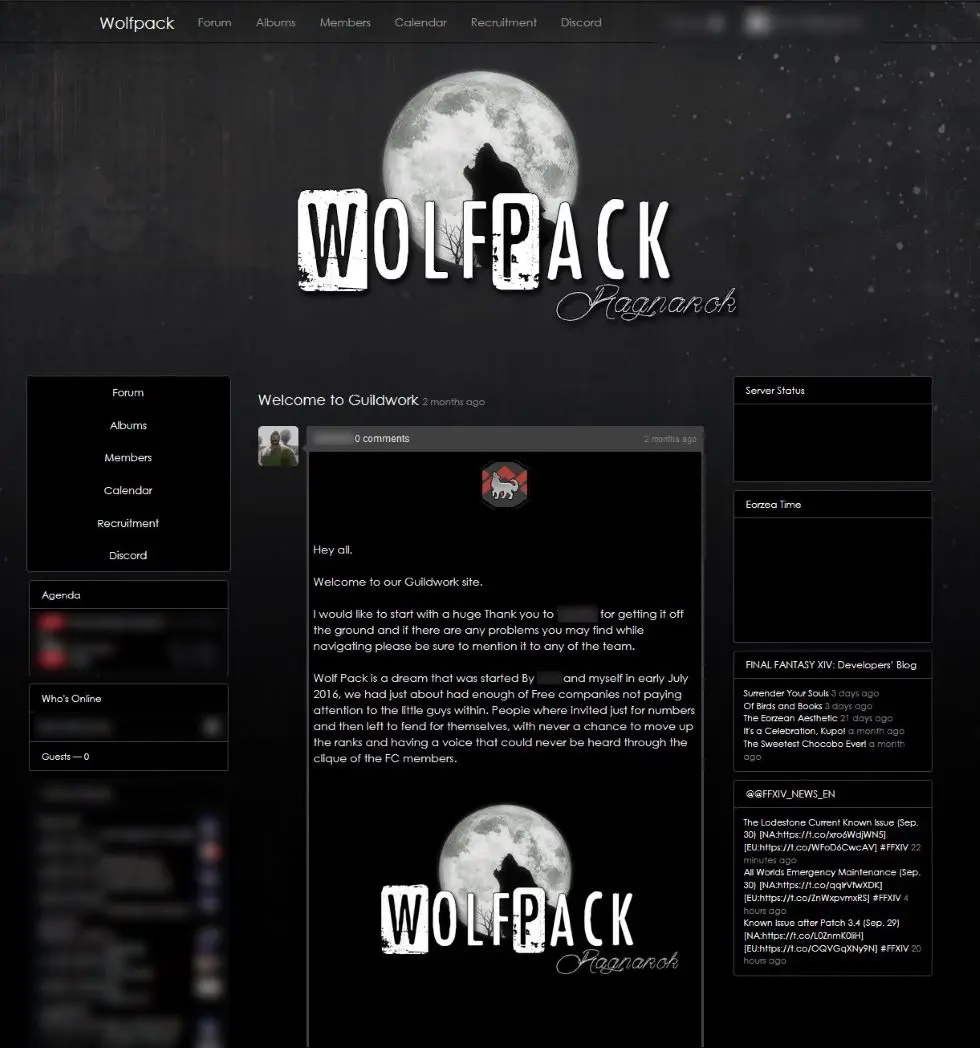 Wolfpack Forum Albums Members Calendar Recruitment Discord
WOLFPACK
Ragnarok
Forum
Albums
Members
Calendar
Recruitment
Discord
Agenda
Who's Online
Guests — 0
Welcome to Guildwork 2 months ago
0 comments 2 months ago
Hey all.
Welcome to our Guildwork site.
I would like to start with a huge Thank you to for getting it off
the ground and if there are any problems you may find while
navigating please be sure to mention it to any of the team.
Wolf Pack is a dream that was started By and myself in early July
2016, we had just about had enough of Free companies not paying
attention to the little guys within. People where invited just for numbers
and then left to fend for themselves, with never a chance to move up
the ranks and having a voice that could never be heard through the
clique of the FC members.
WOLFPACK
Ragnarok
Server Status
Eorzea Time
FINAL FANTASY XIV: Developers' Blog
Surrender Your Souls 3 days ago
Of Birds and Books 3 days ago
The Eorzean Aesthetic 21 days ago
It's a Celebration, Kupo! a month ago
The Sweetest Chocobo Ever! a month
ago
@@FFXIV_NEWS_EN
The Lodestone Current Known Issue (Sep.
30) [NA:https://t.co/xro6WdjWN5]
[EU:https://t.co/WFoD6CwcAV] #FFXIV 22
minutes ago
All Worlds Emergency Maintenance (Sep.
30) [NA:https://t.co/qqIrVfwXDK]
[EU:https://t.co/ZnWxpvmxRS] #FFXIV 4
hours ago
Known Issue after Patch 3.4 (Sep. 29)
[NA:https://t.co/L0ZnmK0liH]
[EU:https://t.co/OQVGqXNy9N] #FFXIV 20
hours ago